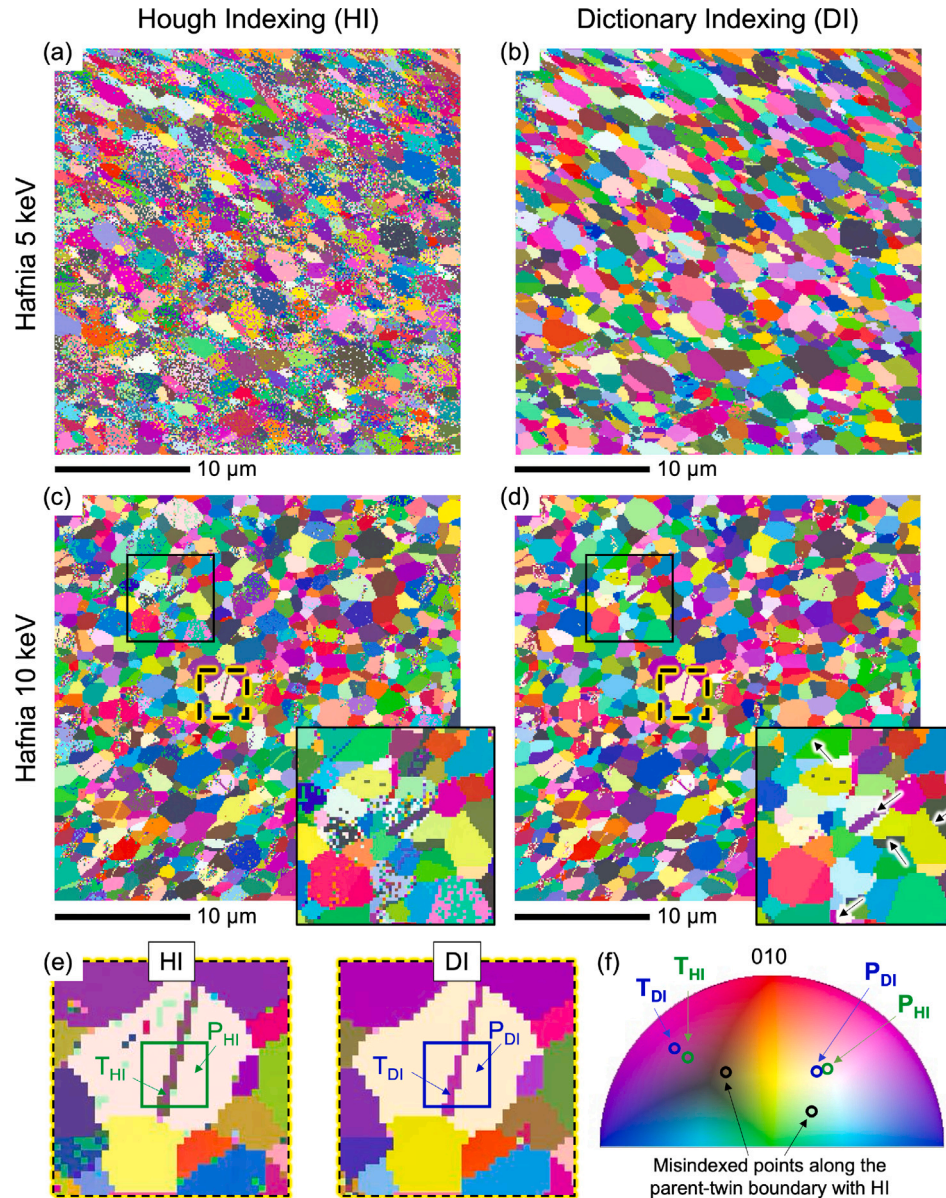 Hough Indexing (HI)
Dictionary Indexing (DI)
(a)
(b)
Hafnia 5 keV
10 µm
10 µm
(c)
(d)
Hafnia 10 keV
10 µm
10 µm
(e)
HI
DI
(f)
010
T_HI
P_HI
T_DI
P_DI
T_HI
T_DI
P_DI
P_HI
Misindexed points along the
parent-twin boundary with HI